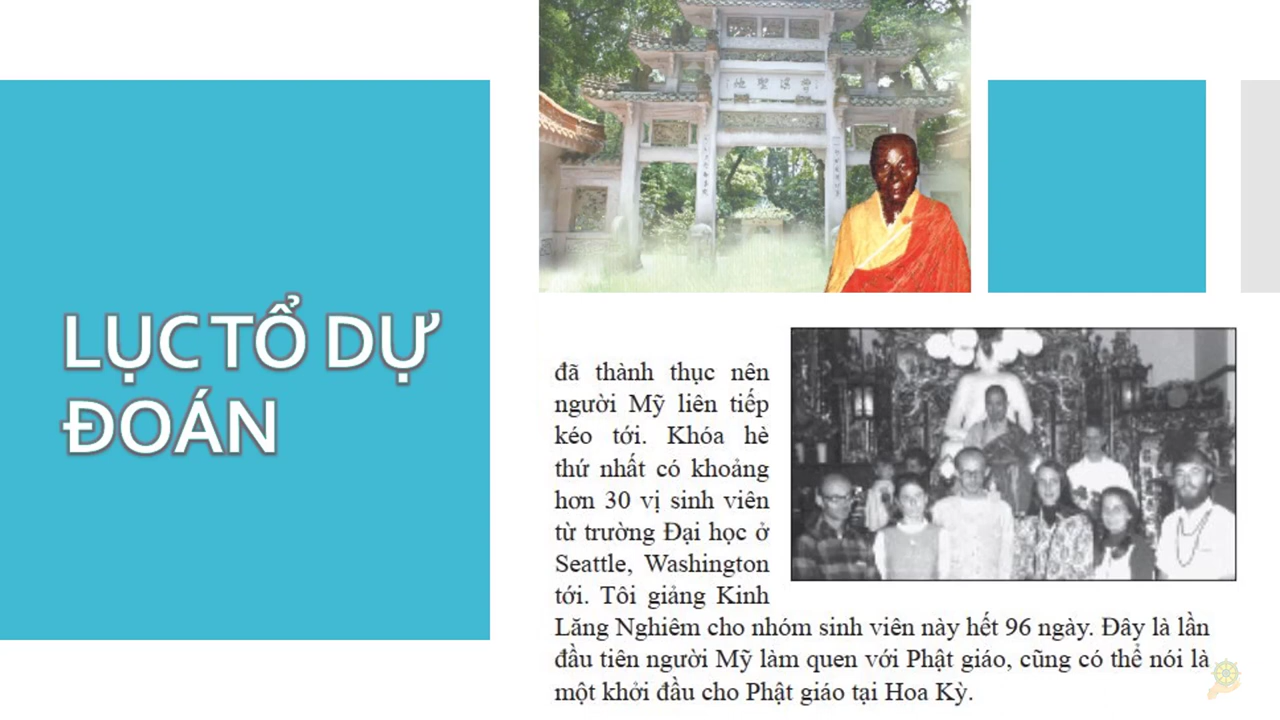 LỤC TỔ DỰ
ĐOÁN
đã thành thục nên
người Mỹ liên tiếp
kéo tới. Khóa hè
thứ nhất có khoảng
hơn 30 vị sinh viên
từ trường Đại học ở
Seattle, Washington
tới. Tôi giảng Kinh
Lăng Nghiêm cho nhóm sinh viên này hết 96 ngày. Đây là lần
đầu tiên người Mỹ làm quen với Phật giáo, cũng có thể nói là
một khởi đầu cho Phật giáo tại Hoa Kỳ.